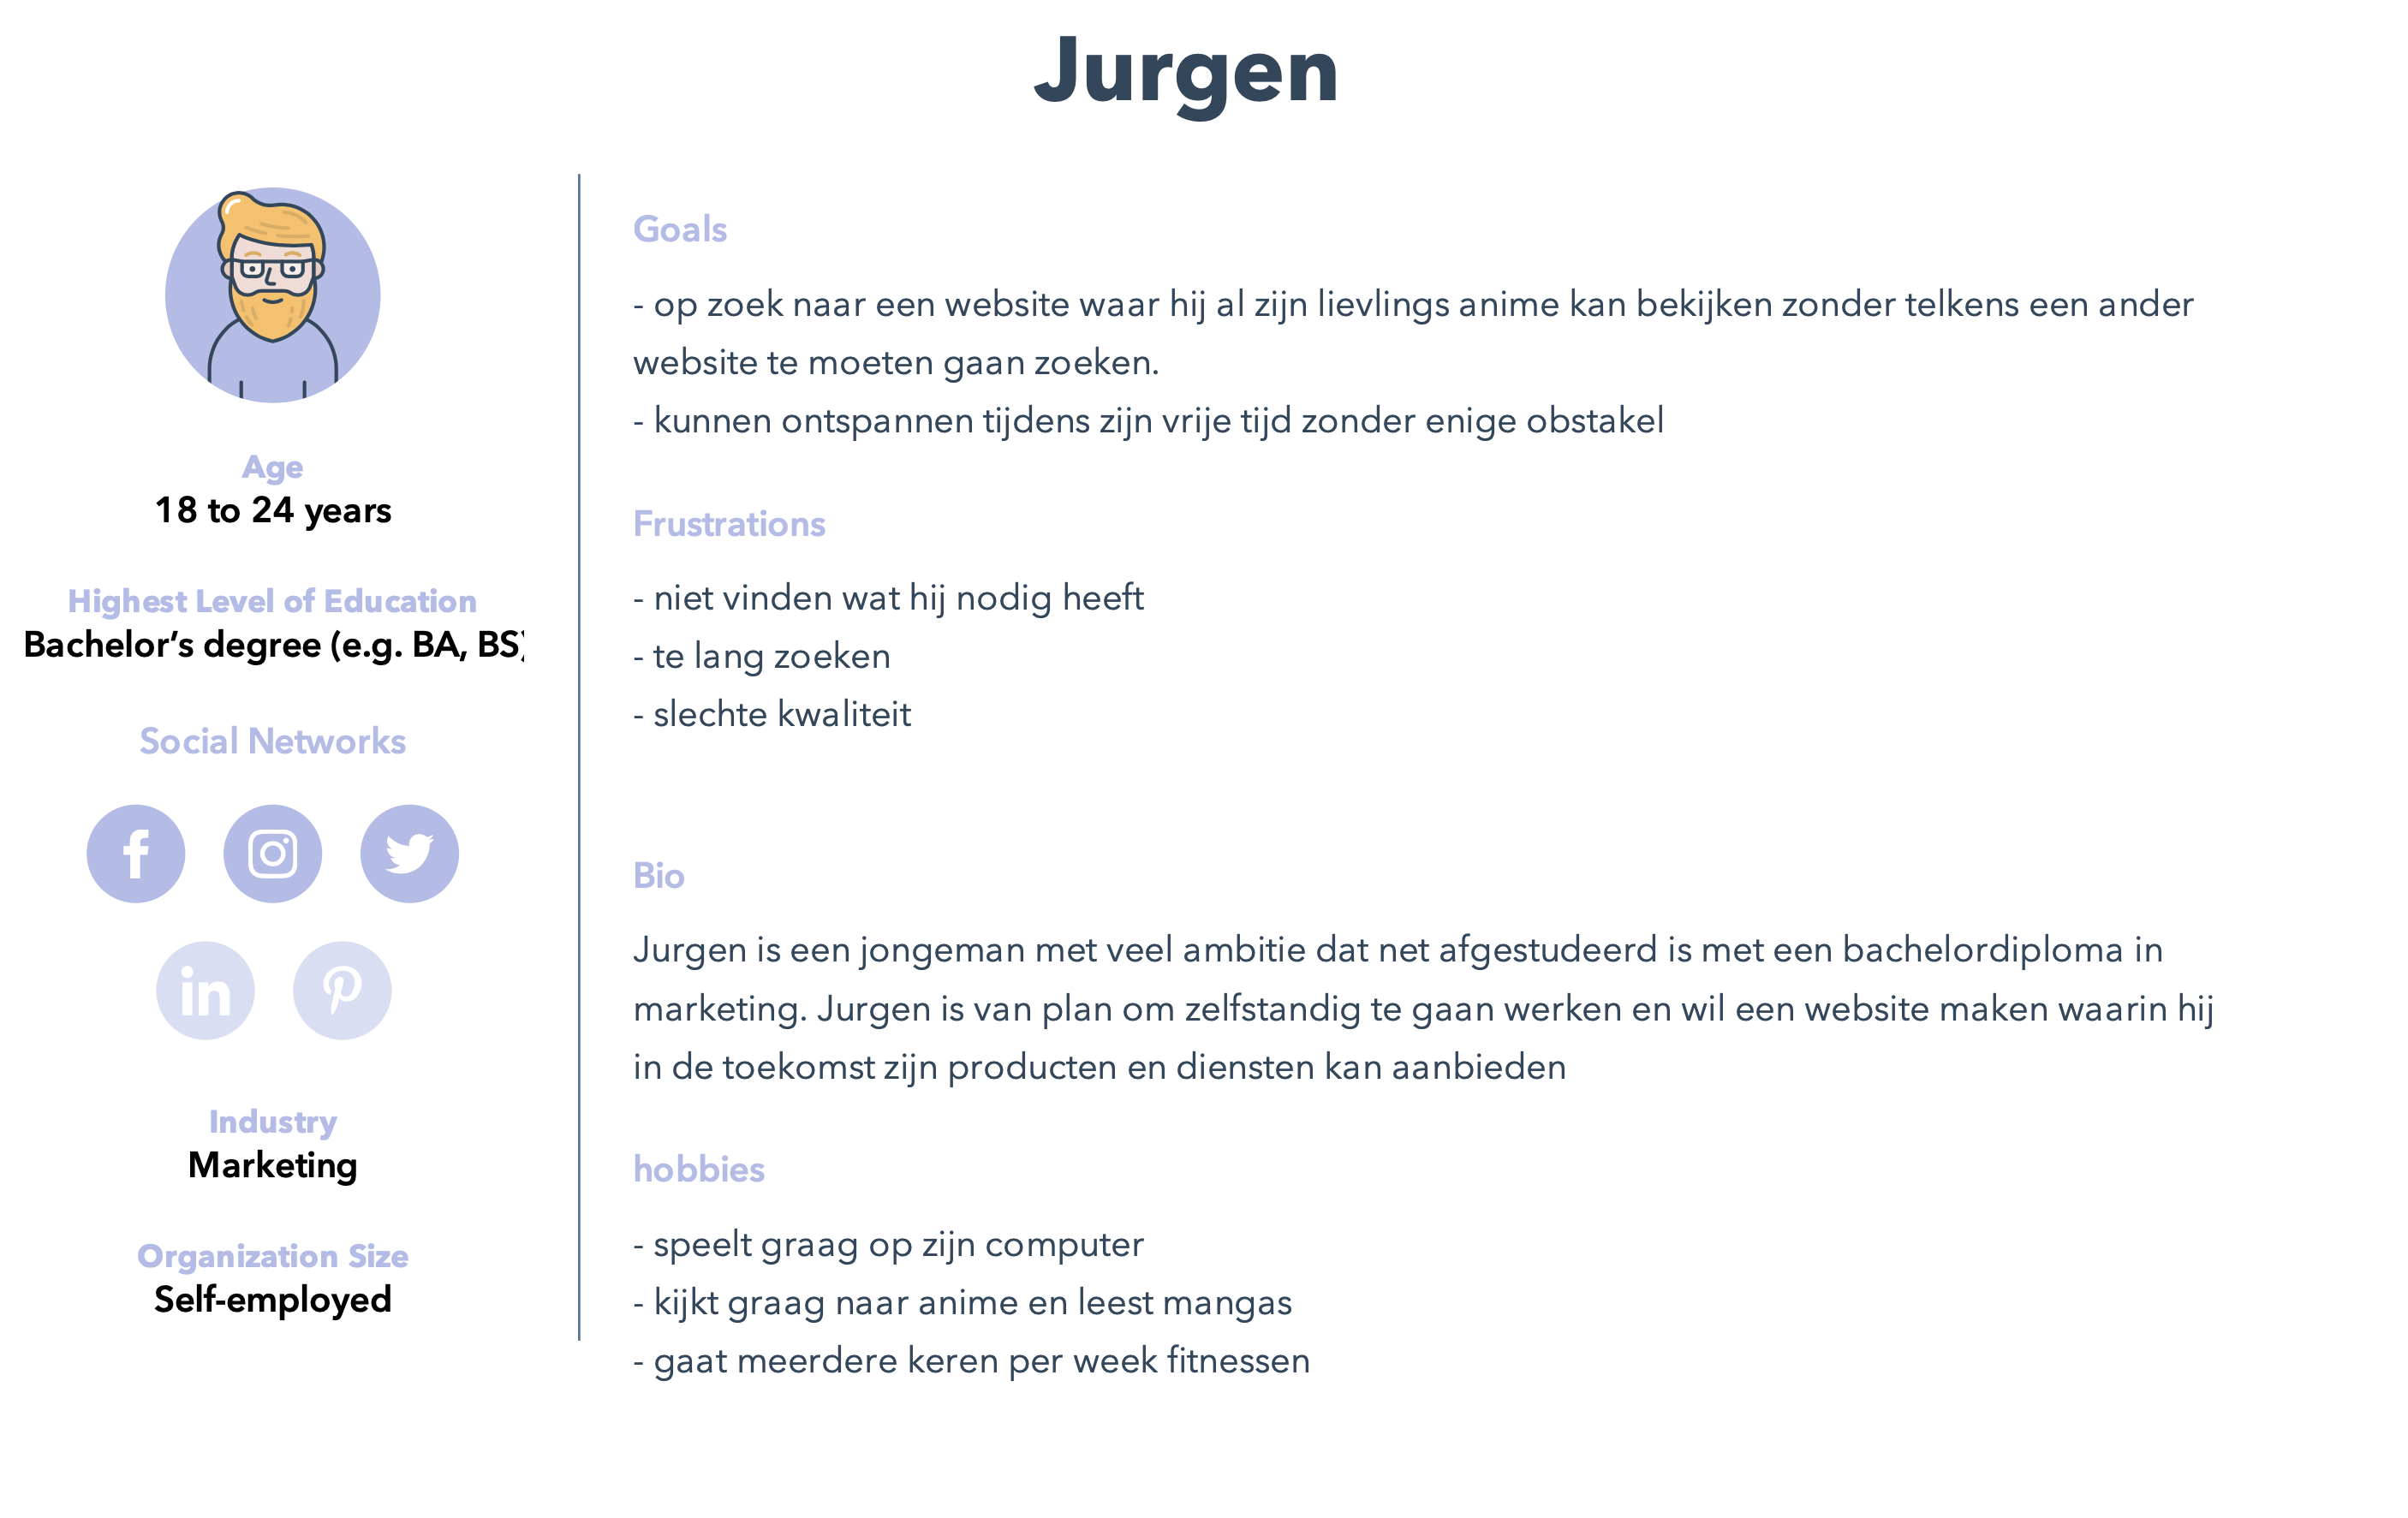 Jurgen
Age
18 to 24 years
Highest Level of Education
Bachelor's degree (e.g. BA, BS)
Social Networks
Industry
Marketing
Organization Size
Self-employed
Goals
- op zoek naar een website waar hij al zijn lievlings anime kan bekijken zonder telkens een ander
website te moeten gaan zoeken.
- kunnen ontspannen tijdens zijn vrije tijd zonder enige obstakel
Frustrations
- niet vinden wat hij nodig heeft
- te lang zoeken
- slechte kwaliteit
Bio
Jurgen is een jongeman met veel ambitie dat net afgestudeerd is met een bachelordiploma in
marketing. Jurgen is van plan om zelfstandig te gaan werken en wil een website maken waarin hij
in de toekomst zijn producten en diensten kan aanbieden
hobbies
- speelt graag op zijn computer
- kijkt graag naar anime en leest mangas
- gaat meerdere keren per week fitnessen